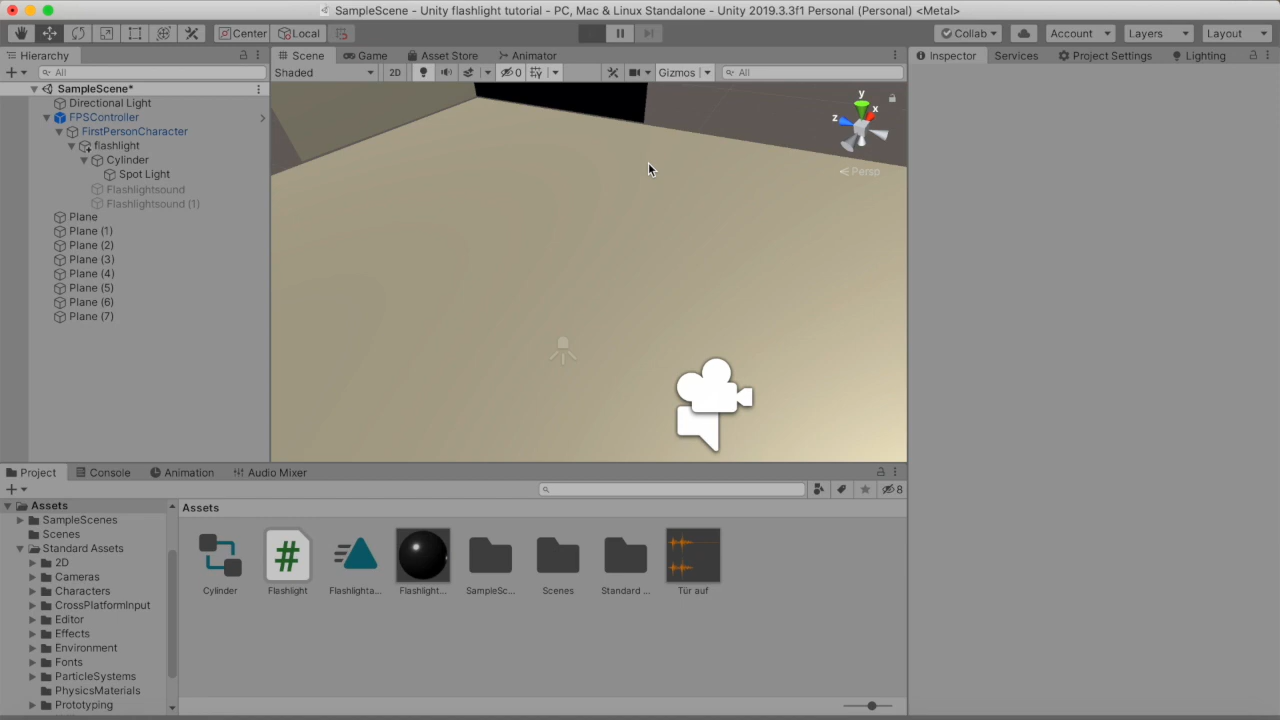 SampleScene - Unity flashlight tutorial - PC, Mac & Linux Standalone - Unity 2019.3.3f1 Personal (Personal) <Metal>
Center Local Collab Account Layers Layout
Hierarchy
All
SampleScene*
Directional Light
FPSController
FirstPersonCharacter
flashlight
Cylinder
Spot Light
Flashlightsound
Flashlightsound (1)
Plane
Plane (1)
Plane (2)
Plane (3)
Plane (4)
Plane (5)
Plane (6)
Plane (7)
Scene Game Asset Store Animator
Shaded 2D 0 Gizmos All
y
x
z
Persp
Inspector Services Project Settings Lighting
Project Console Animation Audio Mixer
8
Assets
SampleScenes
Scenes
Standard Assets
2D
Cameras
Characters
CrossPlatformInput
Editor
Effects
Environment
Fonts
ParticleSystems
PhysicsMaterials
Prototyping
Assets
#
Cylinder Flashlight Flashlighta... Flashlight... SampleSc... Scenes Standard ... Tür auf